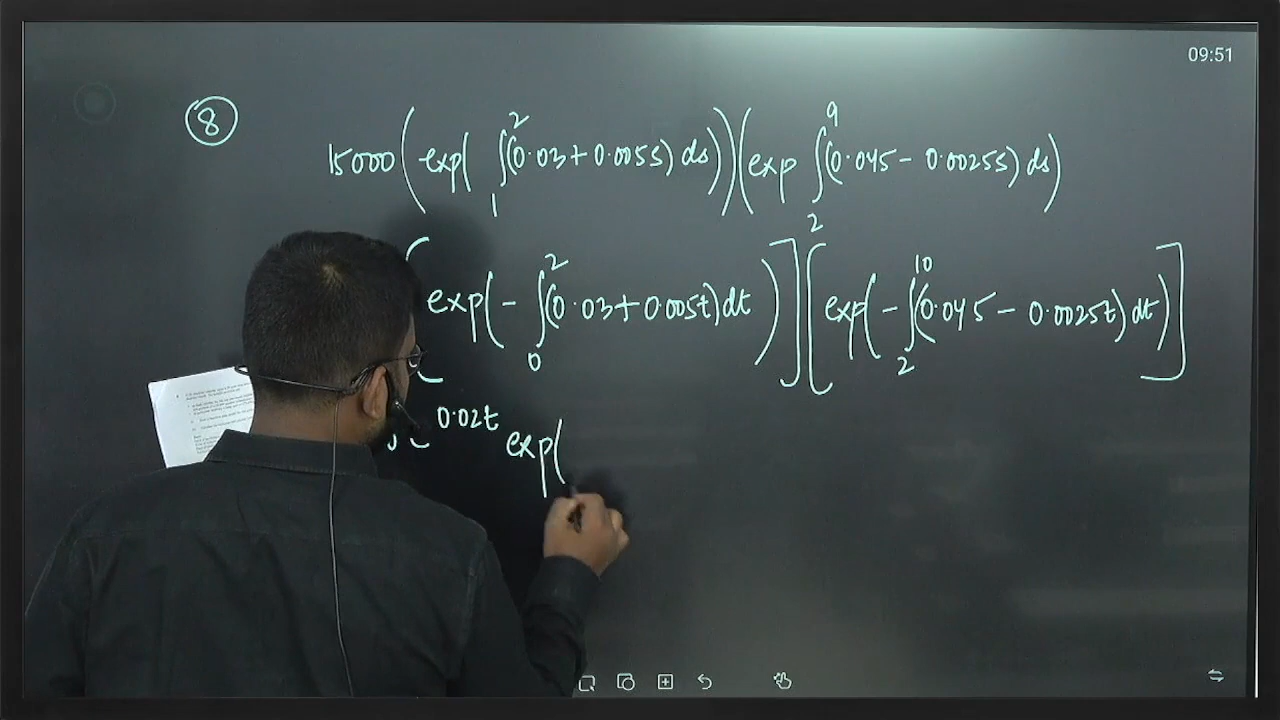 09:51
8
15000 ( exp( ∫₁² (0.03 + 0.005s) ds)) (exp ∫₂⁹ (0.045 - 0.0025s) ds)
[exp(- ∫₀² (0.03 + 0.005t) dt)] [exp(- ∫₂¹⁰ (0.045 - 0.0025t) dt)]
0.02t exp(